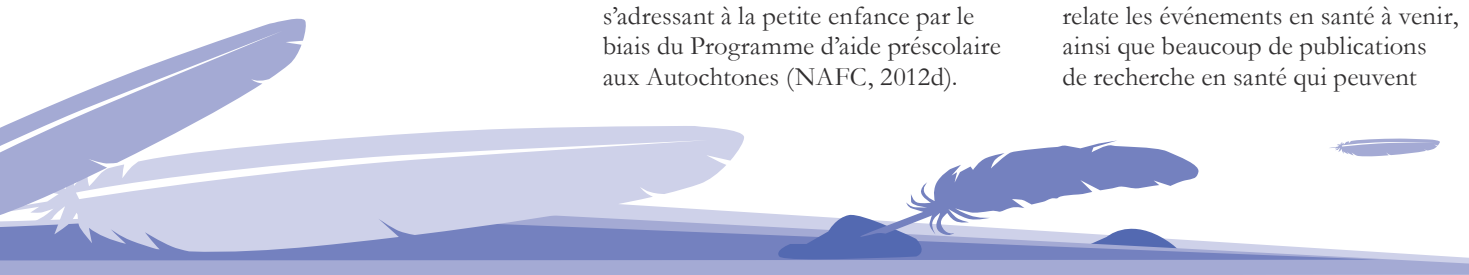 s’adressant à la petite enfance par le
biais du Programme d’aide préscolaire
aux Autochtones (NAFC, 2012d).
relate les événements en santé à venir,
ainsi que beaucoup de publications
de recherche en santé qui peuvent